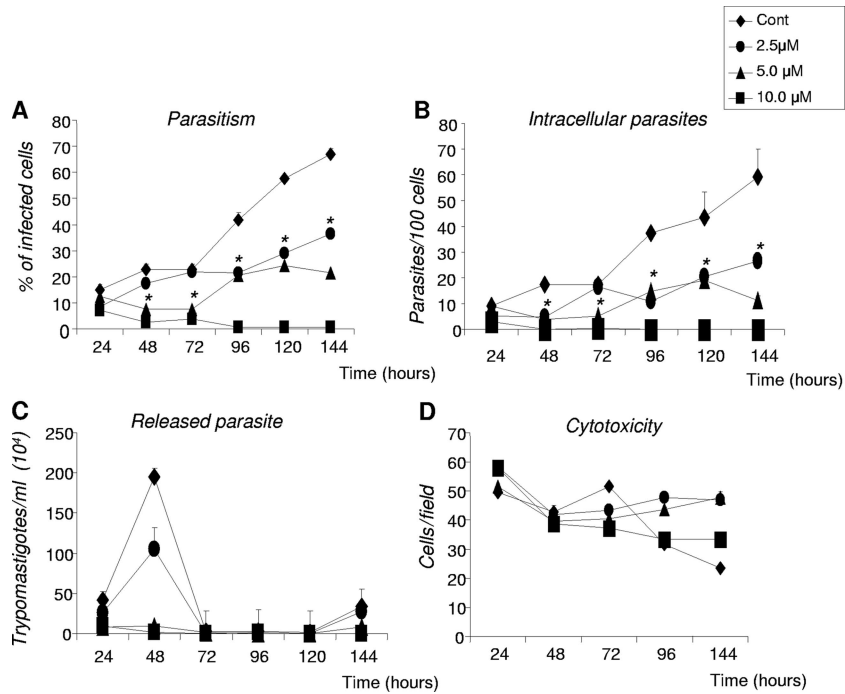 Cont
2.5µM
5.0 µM
10.0 µM
A
Parasitism
% of infected cells
80
70
60
50
40
30
20
10
0
*
*
*
*
*
24 48 72 96 120 144
Time (hours)
B
Intracellular parasites
Parasites/100 cells
80
70
60
50
40
30
20
10
0
*
*
*
*
*
24 48 72 96 120 144
Time (hours)
C
Released parasite
Trypomastigotes/ml (10⁴)
250
200
150
100
50
0
24 48 72 96 120 144
Time (hours)
D
Cytotoxicity
Cells/field
70
60
50
40
30
20
10
0
24 48 72 96 120 144
Time (hours)